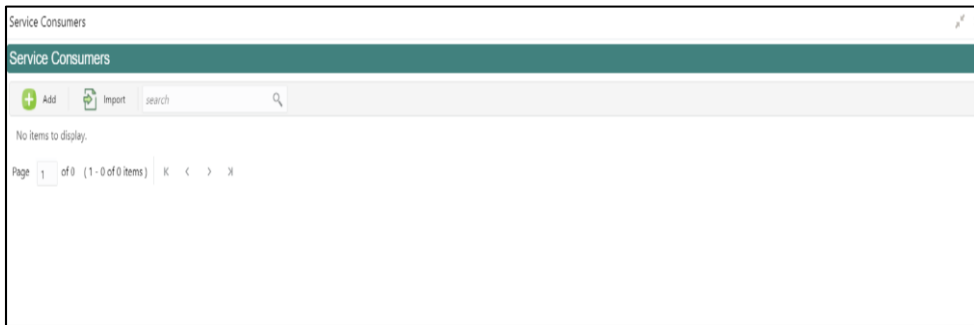 Service Consumers
Service Consumers
Add Import search
No items to display.
Page 1 of 0 (1 - 0 of 0 items)